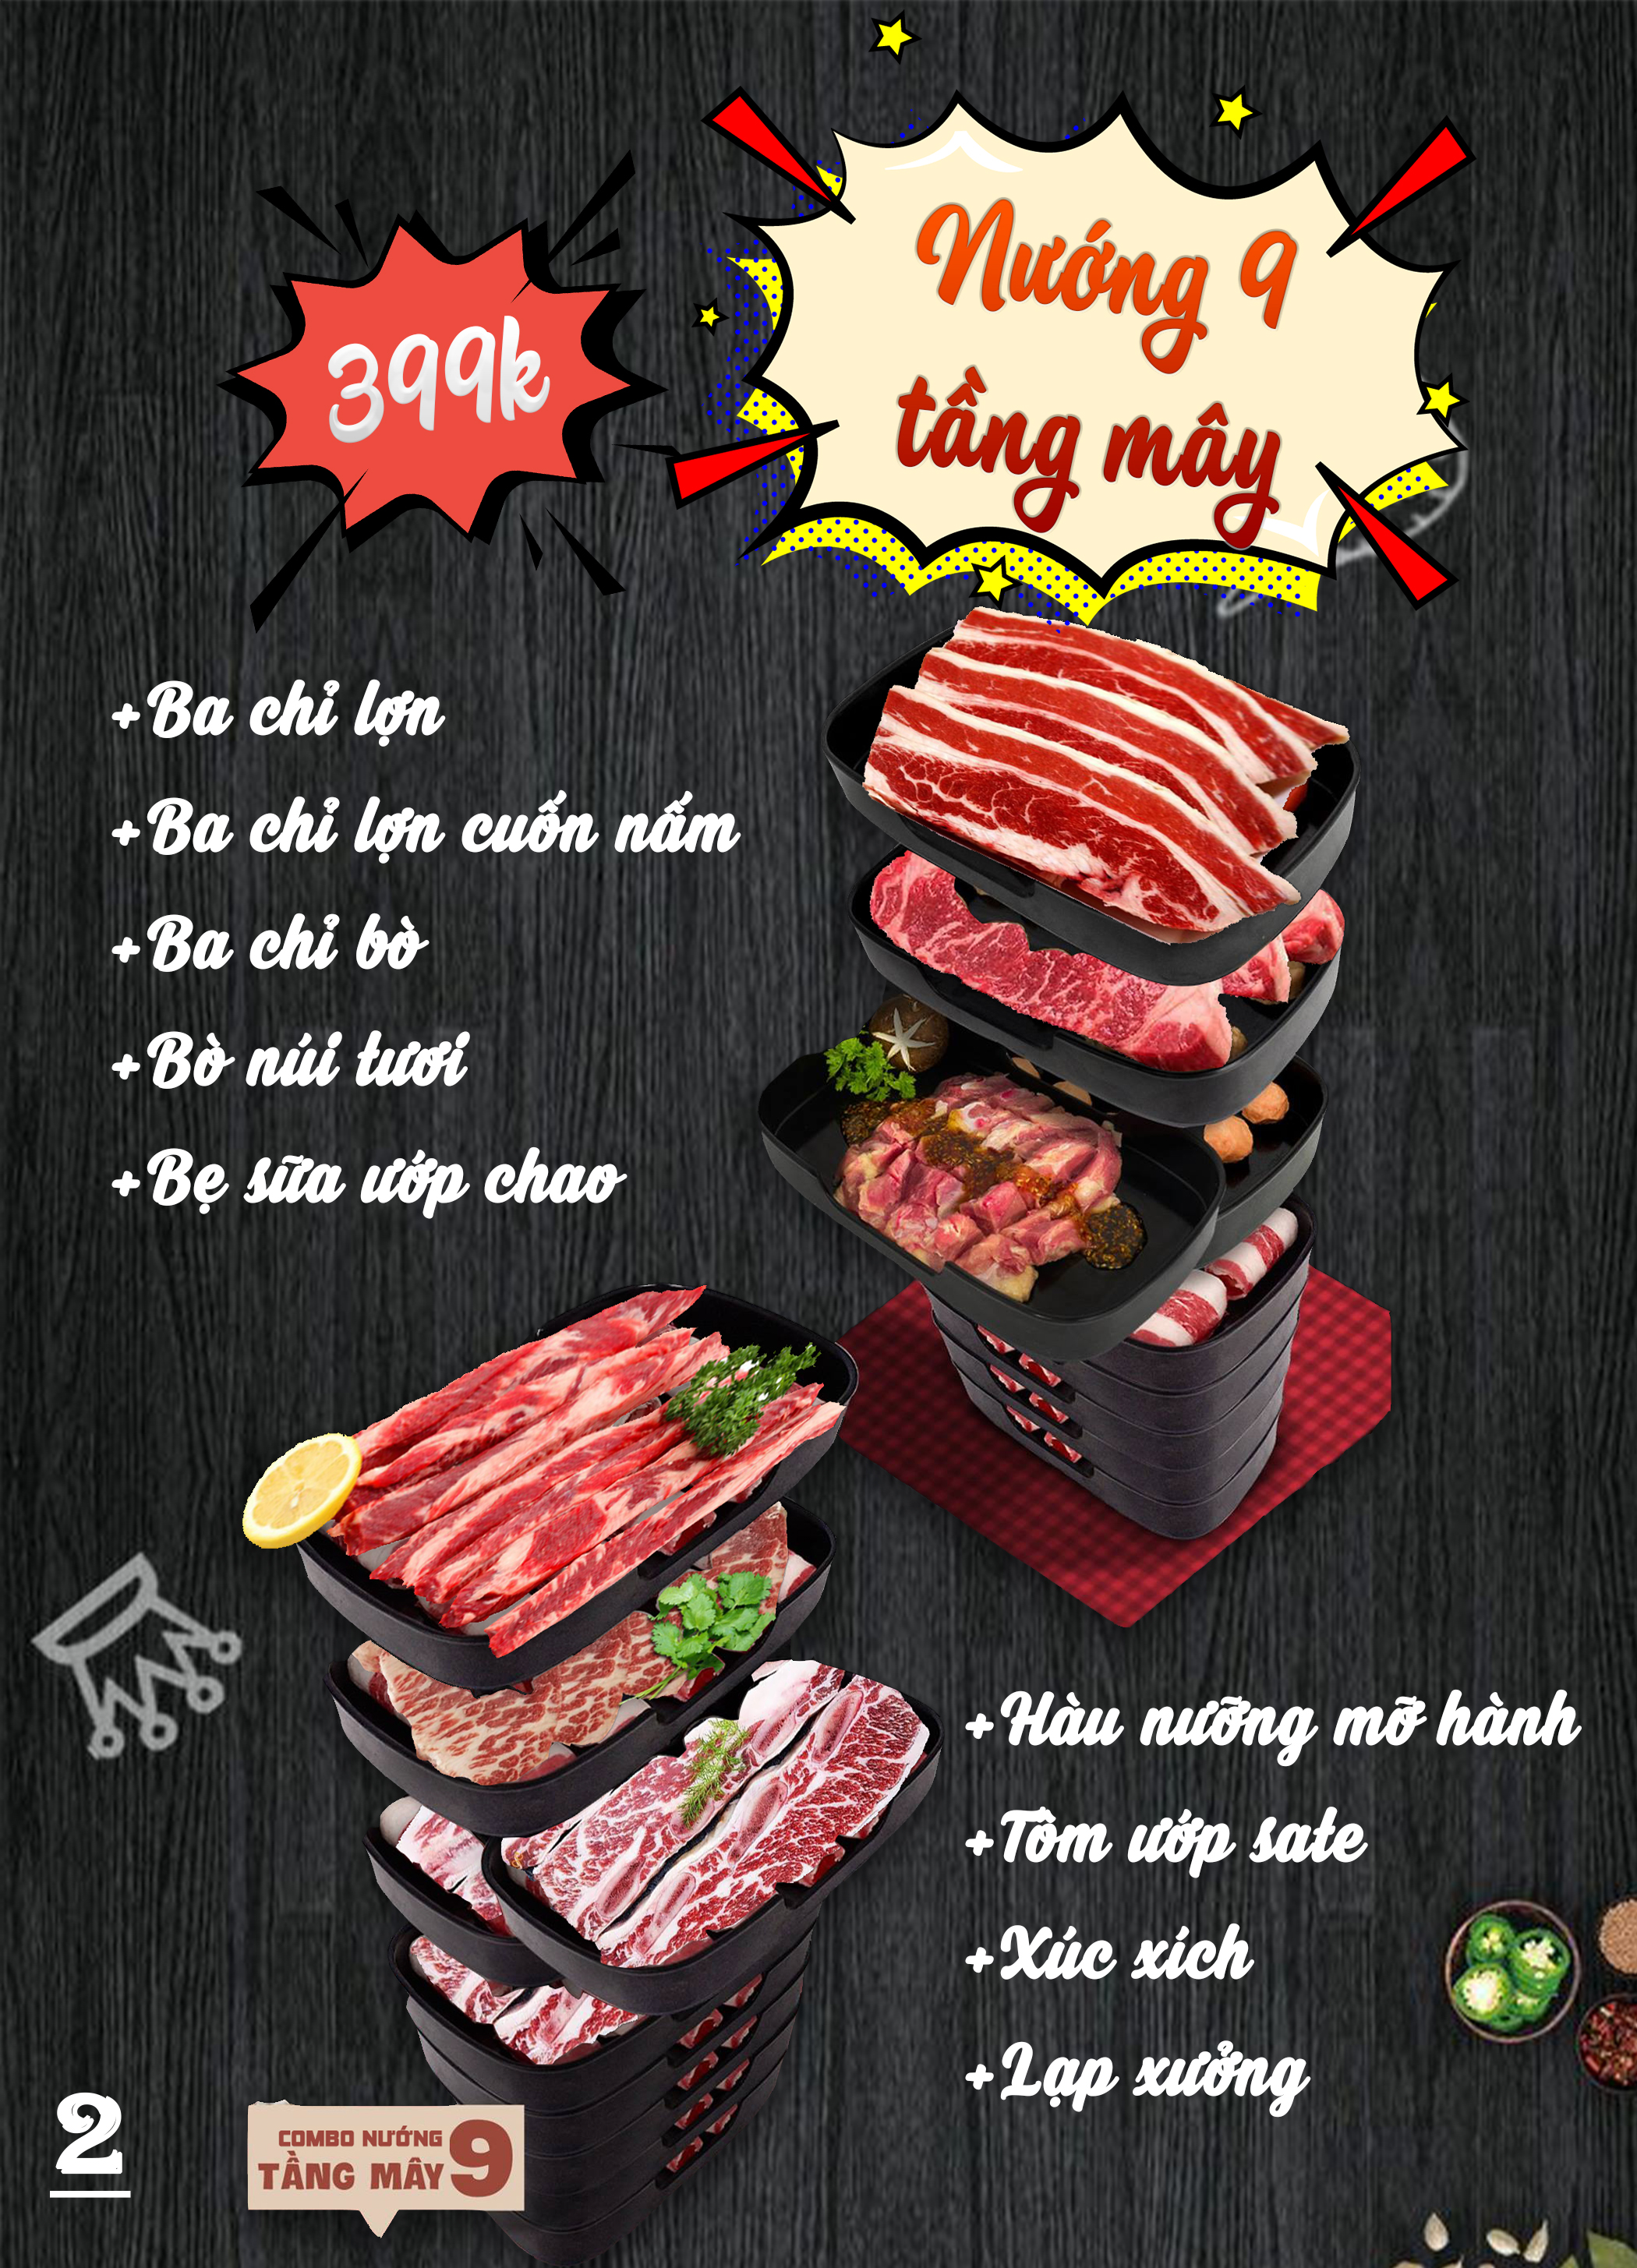 399k
Nướng 9
tầng mây
+Ba chỉ lợn
+Ba chỉ lợn cuốn nấm
+Ba chỉ bò
+Bò núi tươi
+Bẹ sữa ướp chao
+Hàu nưỡng mỡ hành
+Tôm ướp sate
+Xúc xích
+Lạp xưởng
2
COMBO NƯỚNG
TẦNG MÂY 9